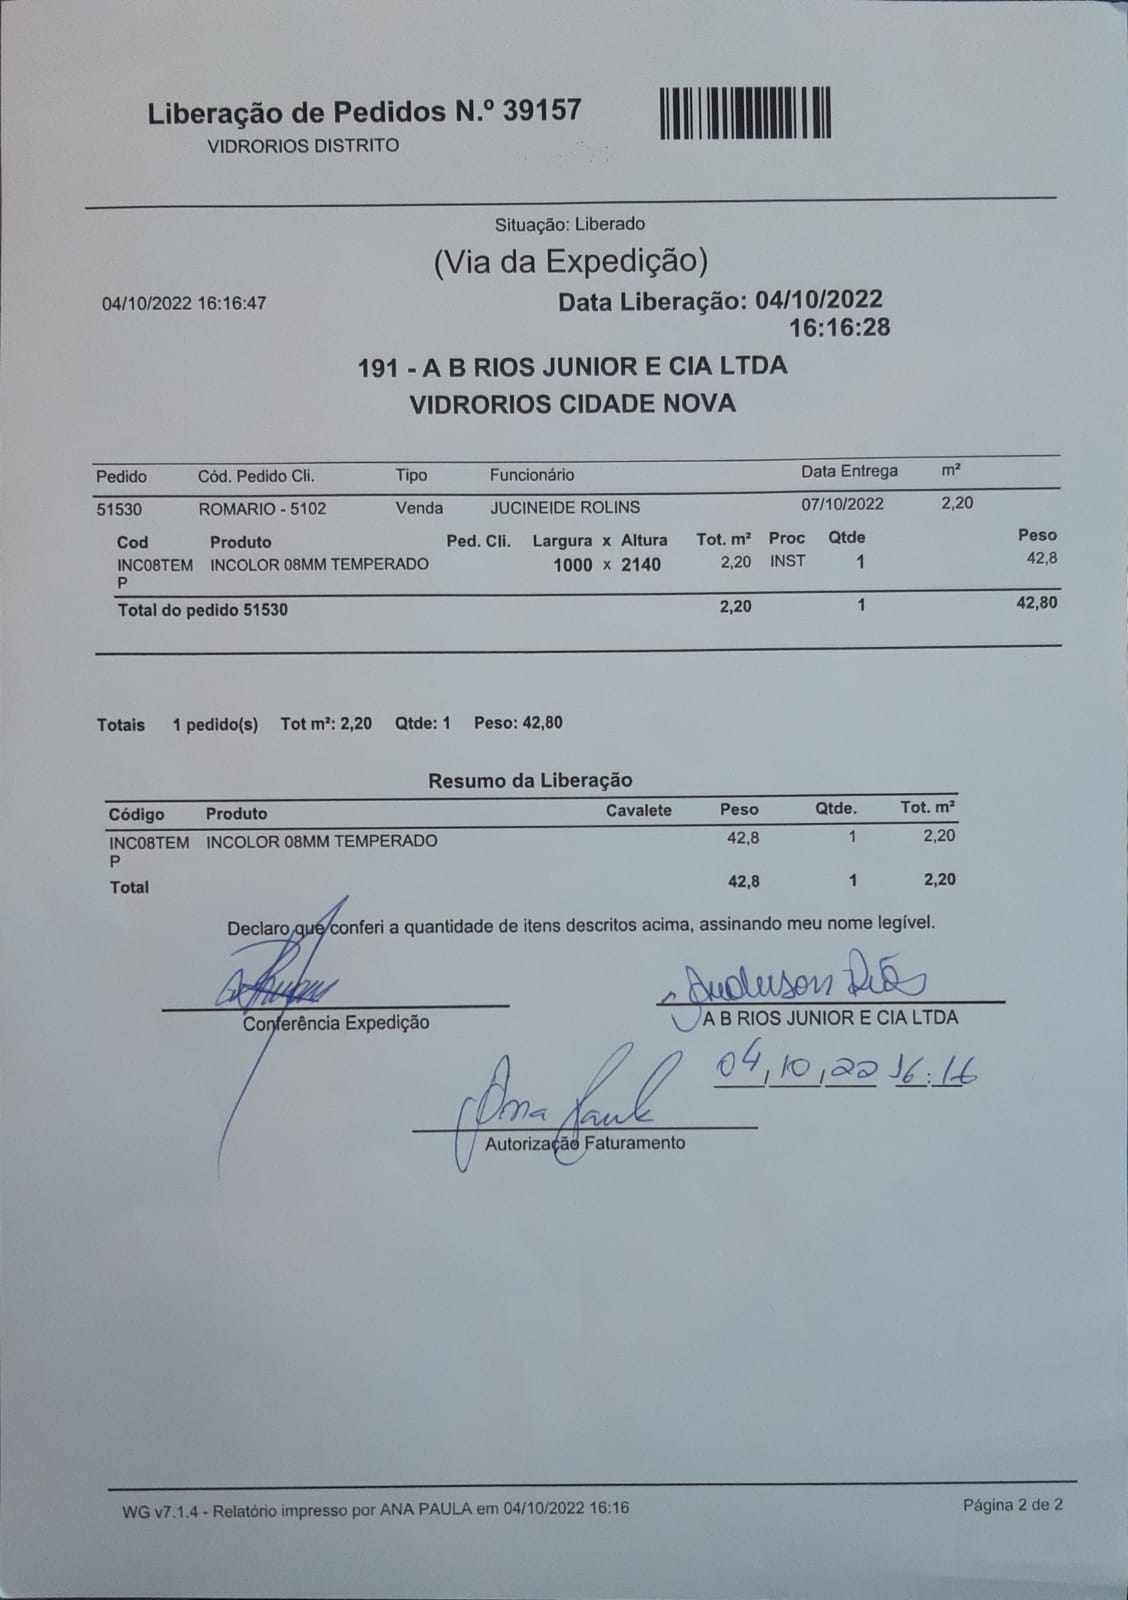 Liberação de Pedidos N.º 39157
VIDRORIOS DISTRITO
Situação: Liberado
(Via da Expedição)
04/10/2022 16:16:47
Data Liberação: 04/10/2022
16:16:28
191 - A B RIOS JUNIOR E CIA LTDA
VIDRORIOS CIDADE NOVA
Pedido Cód. Pedido Cli. Tipo Funcionário Data Entrega m²
51530 ROMARIO - 5102 Venda JUCINEIDE ROLINS 07/10/2022 2,20
Cod Produto Ped. Cli. Largura x Altura Tot. m² Proc Qtde Peso
INC08TEM INCOLOR 08MM TEMPERADO 1000 x 2140 2,20 INST 1 42,8
P
Total do pedido 51530 2,20 1 42,80
Totais 1 pedido(s) Tot m²: 2,20 Qtde: 1 Peso: 42,80
Resumo da Liberação
Código Produto Cavalete Peso Qtde. Tot. m²
INC08TEM INCOLOR 08MM TEMPERADO 42,8 1 2,20
P
Total 42,8 1 2,20
Declaro que conferi a quantidade de itens descritos acima, assinando meu nome legível.
Anderson
Conferência Expedição A B RIOS JUNIOR E CIA LTDA
04,10,22 16:16
Ana Paula
Autorização Faturamento
WG v7.1.4 - Relatório impresso por ANA PAULA em 04/10/2022 16:16 Página 2 de 2